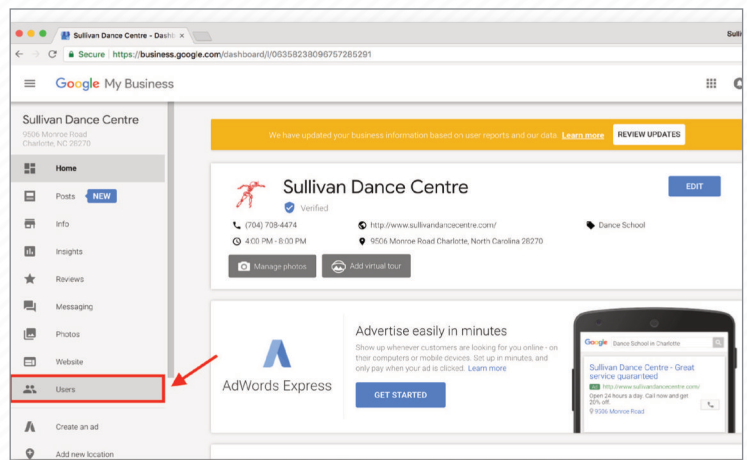 Sullivan Dance Centre - Dash
Sulli
Secure https://business.google.com/dashboard/l/06358238096757285291
Google My Business
Sullivan Dance Centre
9506 Monroe Road
Charlotte, NC 28270
Home
Posts NEW
Info
Insights
Reviews
Messaging
Photos
Website
Users
Create an ad
Add new location
We have updated your business information based on user reports and our data. Learn more REVIEW UPDATES
Sullivan Dance Centre
EDIT
Verified
(704) 708-4474 http://www.sullivandancecentre.com/ Dance School
4:00 PM - 8:00 PM 9506 Monroe Road Charlotte, North Carolina 28270
Manage photos Add virtual tour
AdWords Express
Advertise easily in minutes
Show up whenever customers are looking for you online - on
their computers or mobile devices. Set up in minutes, and
only pay when your ad is clicked. Learn more
GET STARTED
Google Dance School in Charlotte
Sullivan Dance Centre - Great
service quaranteed
Ad http://www.sullivandancecentre.com/
Open 24 hours a day. Call now and get
20% off.
9506 Monroe Road